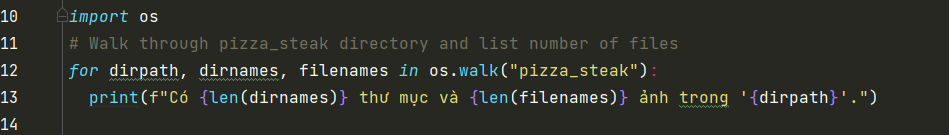 10 import os
11 # Walk through pizza_steak directory and list number of files
12 for dirpath, dirnames, filenames in os.walk("pizza_steak"):
13   print(f"Có {len(dirnames)} thư mục và {len(filenames)} ảnh trong '{dirpath}'.")
14